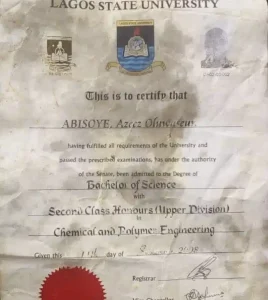 LAGOS STATE UNIVERSITY
This is to certify that
ABISOYE, Azeez
having fulfilled all requirements of the University and
passed the prescribed examinations, has under the authority
of the Senate, been admitted to the Degree of
Bachelor of Science
with
Second Class Honours (Upper Division)
in
Chemical and Polymer Engineering
Given this day of
Registrar